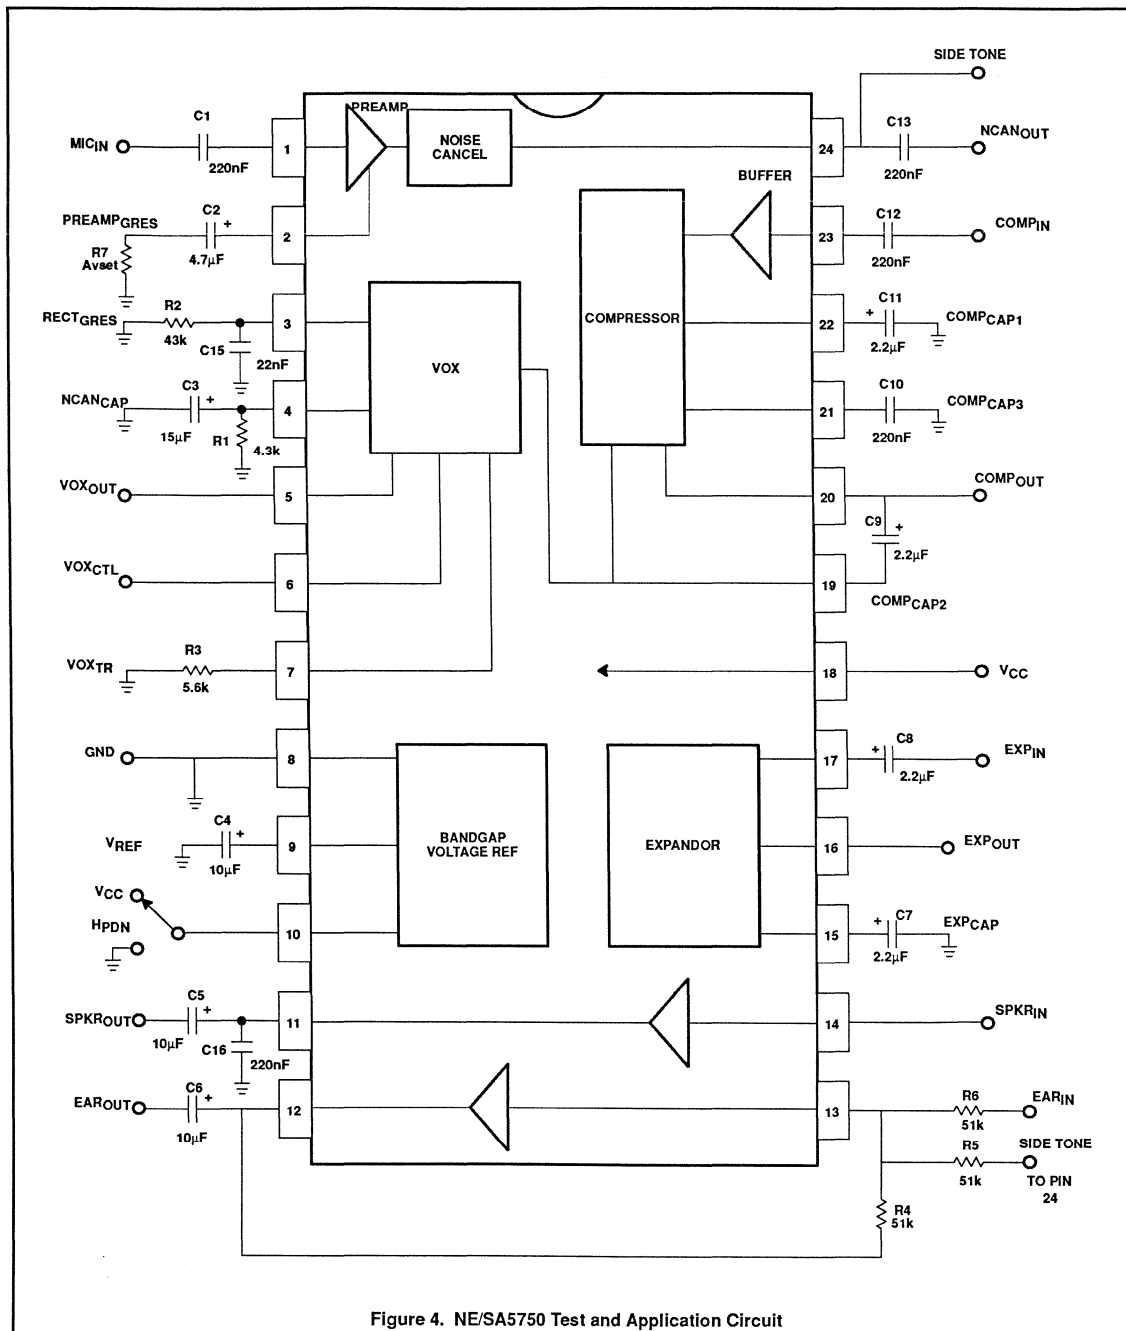 SIDE TONE
C1
PREAMP
C13
MICIN
1
NOISE
CANCEL
24
NCANOUT
220nF
220nF
BUFFER
PREAMPGRES
C2
+
2
C12
23
COMPIN
R7
Avset
4.7µF
220nF
RECTGRES
R2
3
COMPRESSOR
C11
+
22
COMPCAP1
43k
C15
22nF
2.2µF
VOX
NCANCAP
C3
+
4
C10
21
COMPCAP3
15µF
R1
4.3k
220nF
VOXOUT
5
20
COMPOUT
C9
+
2.2µF
VOXCTL
6
19
COMPCAP2
VOXTR
R3
7
18
VCC
5.6k
GND
8
17
+
C8
EXPIN
2.2µF
VREF
C4
+
9
BANDGAP
VOLTAGE REF
EXPANDOR
16
EXPOUT
10µF
VCC
HPDN
10
15
+
C7
EXPCAP
2.2µF
SPKROUT
C5
+
11
14
SPKRIN
10µF
C16
220nF
EAROUT
C6
+
12
13
R6
EARIN
10µF
51k
R5
SIDE TONE
51k
TO PIN
24
R4
51k
Figure 4. NE/SA5750 Test and Application Circuit